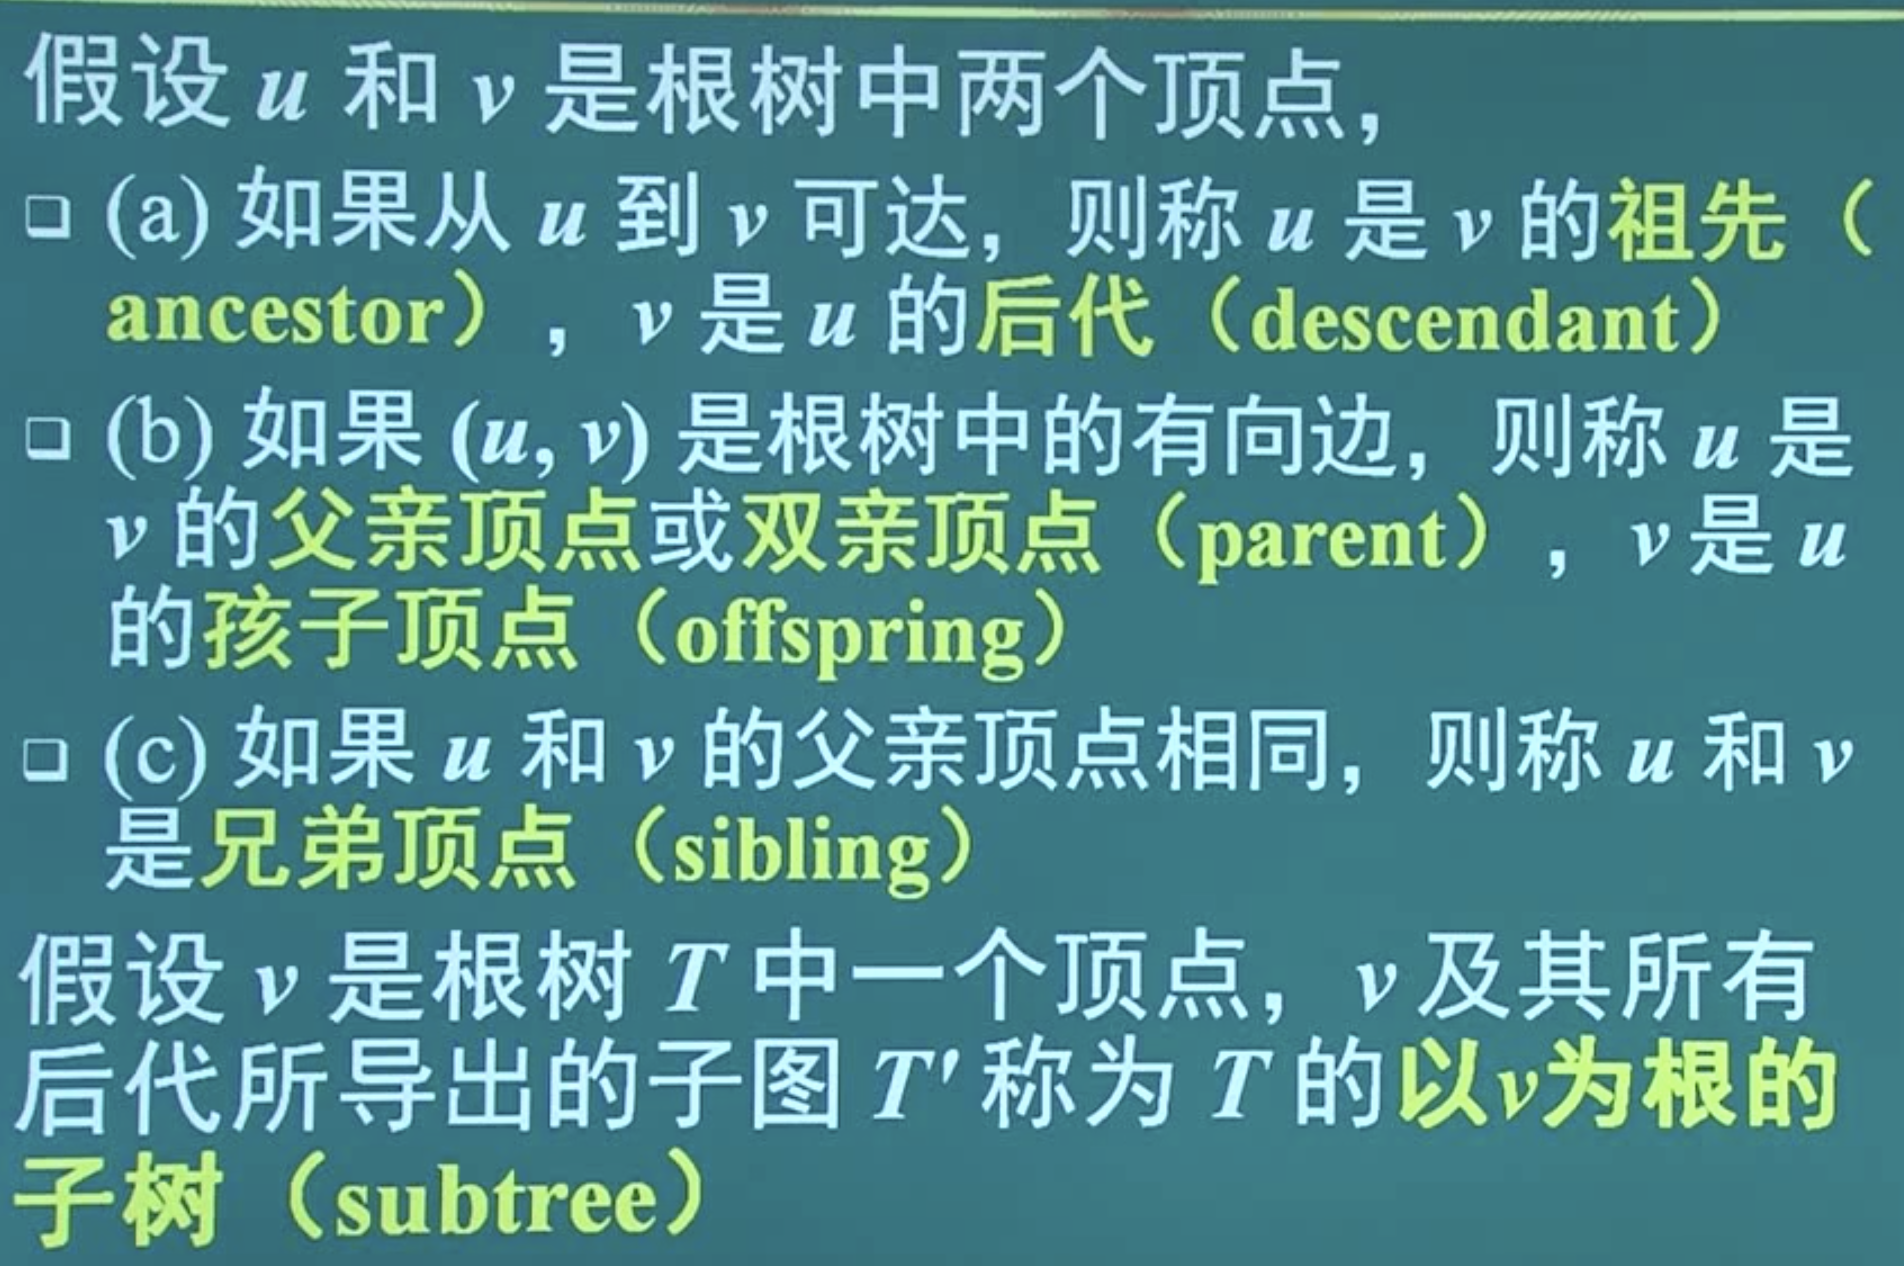 假设 u 和 v 是根树中两个顶点，
❑ (a) 如果从 u 到 v 可达，则称 u 是 v 的祖先（
ancestor），v 是 u 的后代（descendant）
❑ (b) 如果 (u, v) 是根树中的有向边，则称 u 是
v 的父亲顶点或双亲顶点（parent），v 是 u
的孩子顶点（offspring）
❑ (c) 如果 u 和 v 的父亲顶点相同，则称 u 和 v
是兄弟顶点（sibling）
假设 v 是根树 T 中一个顶点，v 及其所有
后代所导出的子图 T′ 称为 T 的以v为根的
子树（subtree）